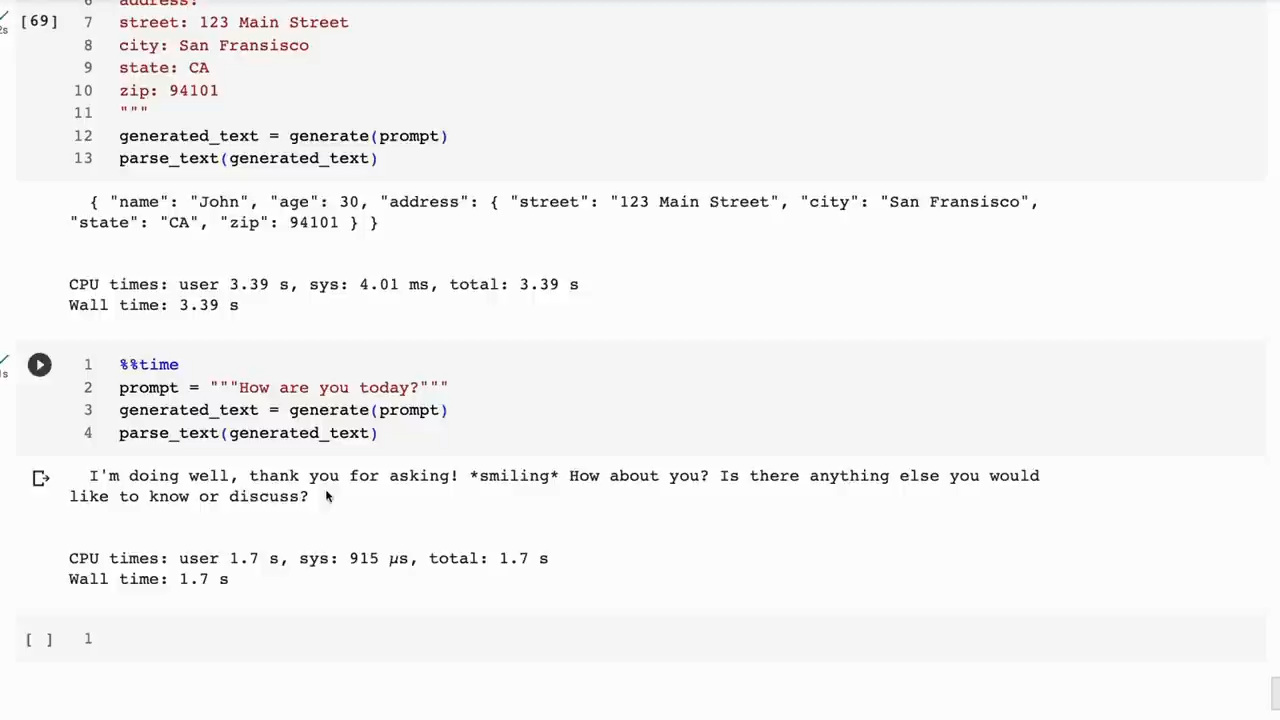 6 address:
[69] 7 street: 123 Main Street
8 city: San Fransisco
9 state: CA
10 zip: 94101
11 """
12 generated_text = generate(prompt)
13 parse_text(generated_text)
{ "name": "John", "age": 30, "address": { "street": "123 Main Street", "city": "San Fransisco",
"state": "CA", "zip": 94101 } }
CPU times: user 3.39 s, sys: 4.01 ms, total: 3.39 s
Wall time: 3.39 s
1 %%time
2 prompt = """How are you today?"""
3 generated_text = generate(prompt)
4 parse_text(generated_text)
I'm doing well, thank you for asking! *smiling* How about you? Is there anything else you would
like to know or discuss?
CPU times: user 1.7 s, sys: 915 µs, total: 1.7 s
Wall time: 1.7 s
[ ] 1